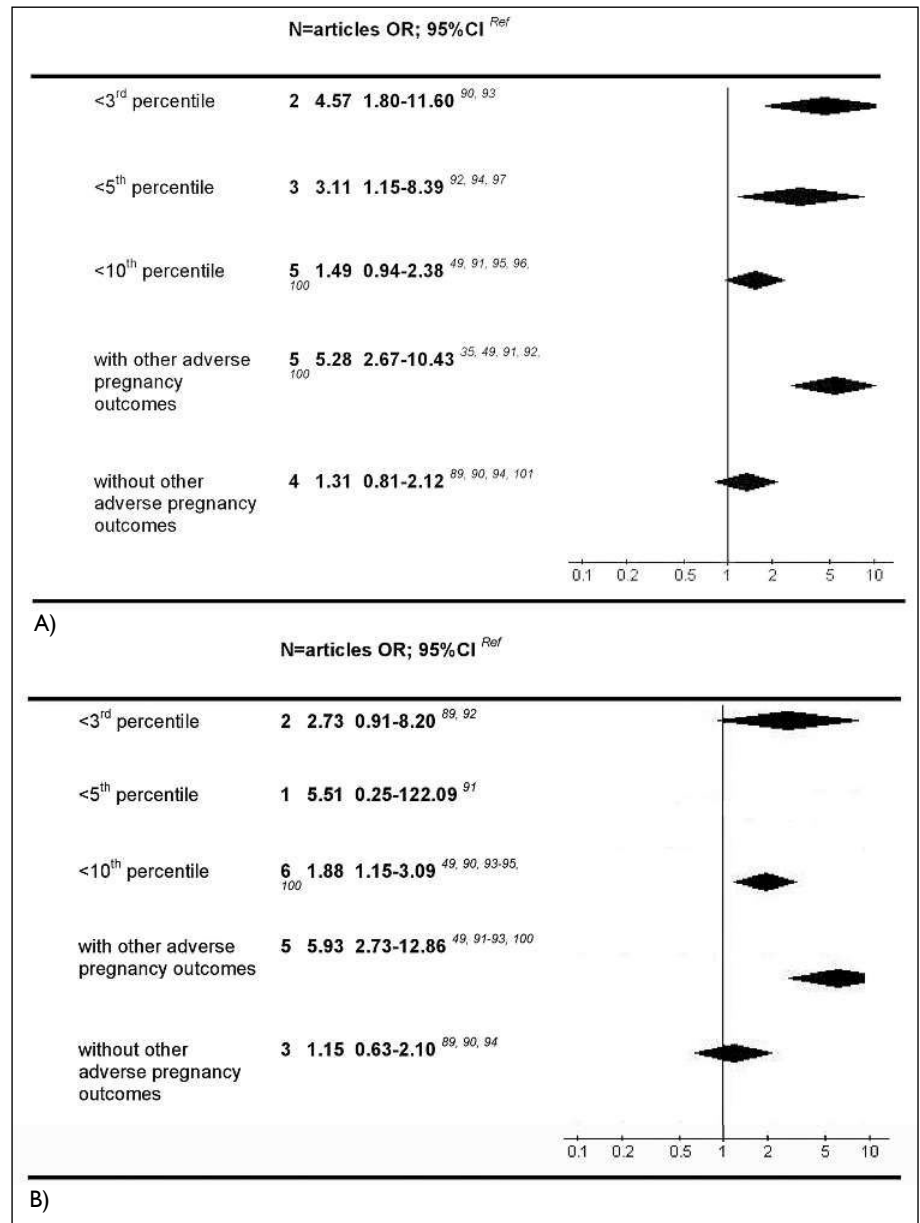 N=articles OR; 95%CI Ref
<3rd percentile 2 4.57 1.80-11.60 90, 93
<5th percentile 3 3.11 1.15-8.39 92, 94, 97
<10th percentile 5 1.49 0.94-2.38 49, 91, 95, 96,
100
with other adverse 5 5.28 2.67-10.43 35, 49, 91, 92,
pregnancy 100
outcomes
without other 4 1.31 0.81-2.12 89, 90, 94, 101
adverse pregnancy
outcomes
0.1 0.2 0.5 1 2 5 10
A)
N=articles OR; 95%CI Ref
<3rd percentile 2 2.73 0.91-8.20 89, 92
<5th percentile 1 5.51 0.25-122.09 91
<10th percentile 6 1.88 1.15-3.09 49, 90, 93-95,
100
with other adverse 5 5.93 2.73-12.86 49, 91-93, 100
pregnancy outcomes
without other 3 1.15 0.63-2.10 89, 90, 94
adverse pregnancy
outcomes
0.1 0.2 0.5 1 2 5 10
B)